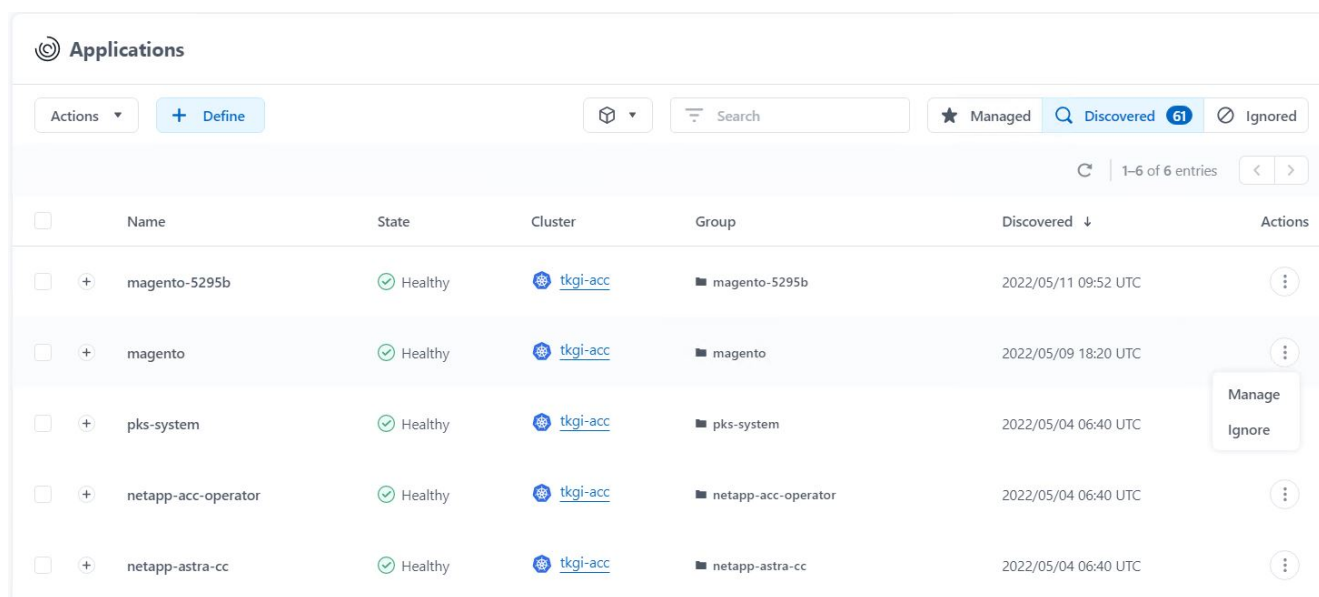 Applications
Actions Define Search Managed Discovered 61 Ignored
1–6 of 6 entries
Name State Cluster Group Discovered Actions
magento-5295b Healthy tkgi-acc magento-5295b 2022/05/11 09:52 UTC
magento Healthy tkgi-acc magento 2022/05/09 18:20 UTC
Manage
pks-system Healthy tkgi-acc pks-system 2022/05/04 06:40 UTC
Ignore
netapp-acc-operator Healthy tkgi-acc netapp-acc-operator 2022/05/04 06:40 UTC
netapp-astra-cc Healthy tkgi-acc netapp-astra-cc 2022/05/04 06:40 UTC